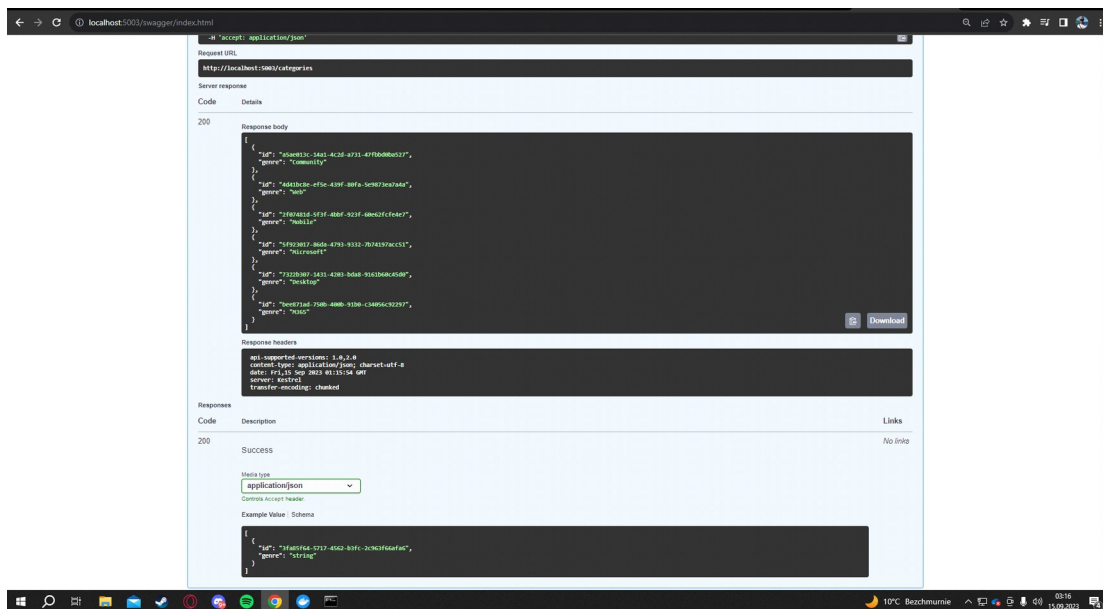 localhost:5003/swagger/index.html
-H 'accept: application/json'
Request URL
http://localhost:5003/categories
Server response
Code Details
200
Response body
[
{
"id": "a5ae013c-14a1-4c2d-a731-47fbbd0ba527",
"genre": "Community"
},
{
"id": "4d41bc8e-ef5e-439f-80fa-5e9873ea7a4a",
"genre": "Web"
},
{
"id": "2f07481d-5f3f-4bbf-923f-60e62fcfe4e7",
"genre": "Mobile"
},
{
"id": "5f923017-86da-4793-9332-7b74197acc51",
"genre": "Microsoft"
},
{
"id": "7322b307-1431-4203-bda8-9161b60c45d0",
"genre": "Desktop"
},
{
"id": "bee871ad-750b-400b-91b0-c34056c92297",
"genre": "M365"
}
]
Download
Response headers
api-supported-versions: 1.0,2.0
content-type: application/json; charset=utf-8
date: Fri,15 Sep 2023 01:15:54 GMT
server: Kestrel
transfer-encoding: chunked
Responses
Code Description Links
200 No links
Success
Media type
application/json
Controls Accept header.
Example Value Schema
[
{
"id": "3fa85f64-5717-4562-b3fc-2c963f66afa6",
"genre": "string"
}
]
10°C Bezchmurnie
03:16
15.09.2023